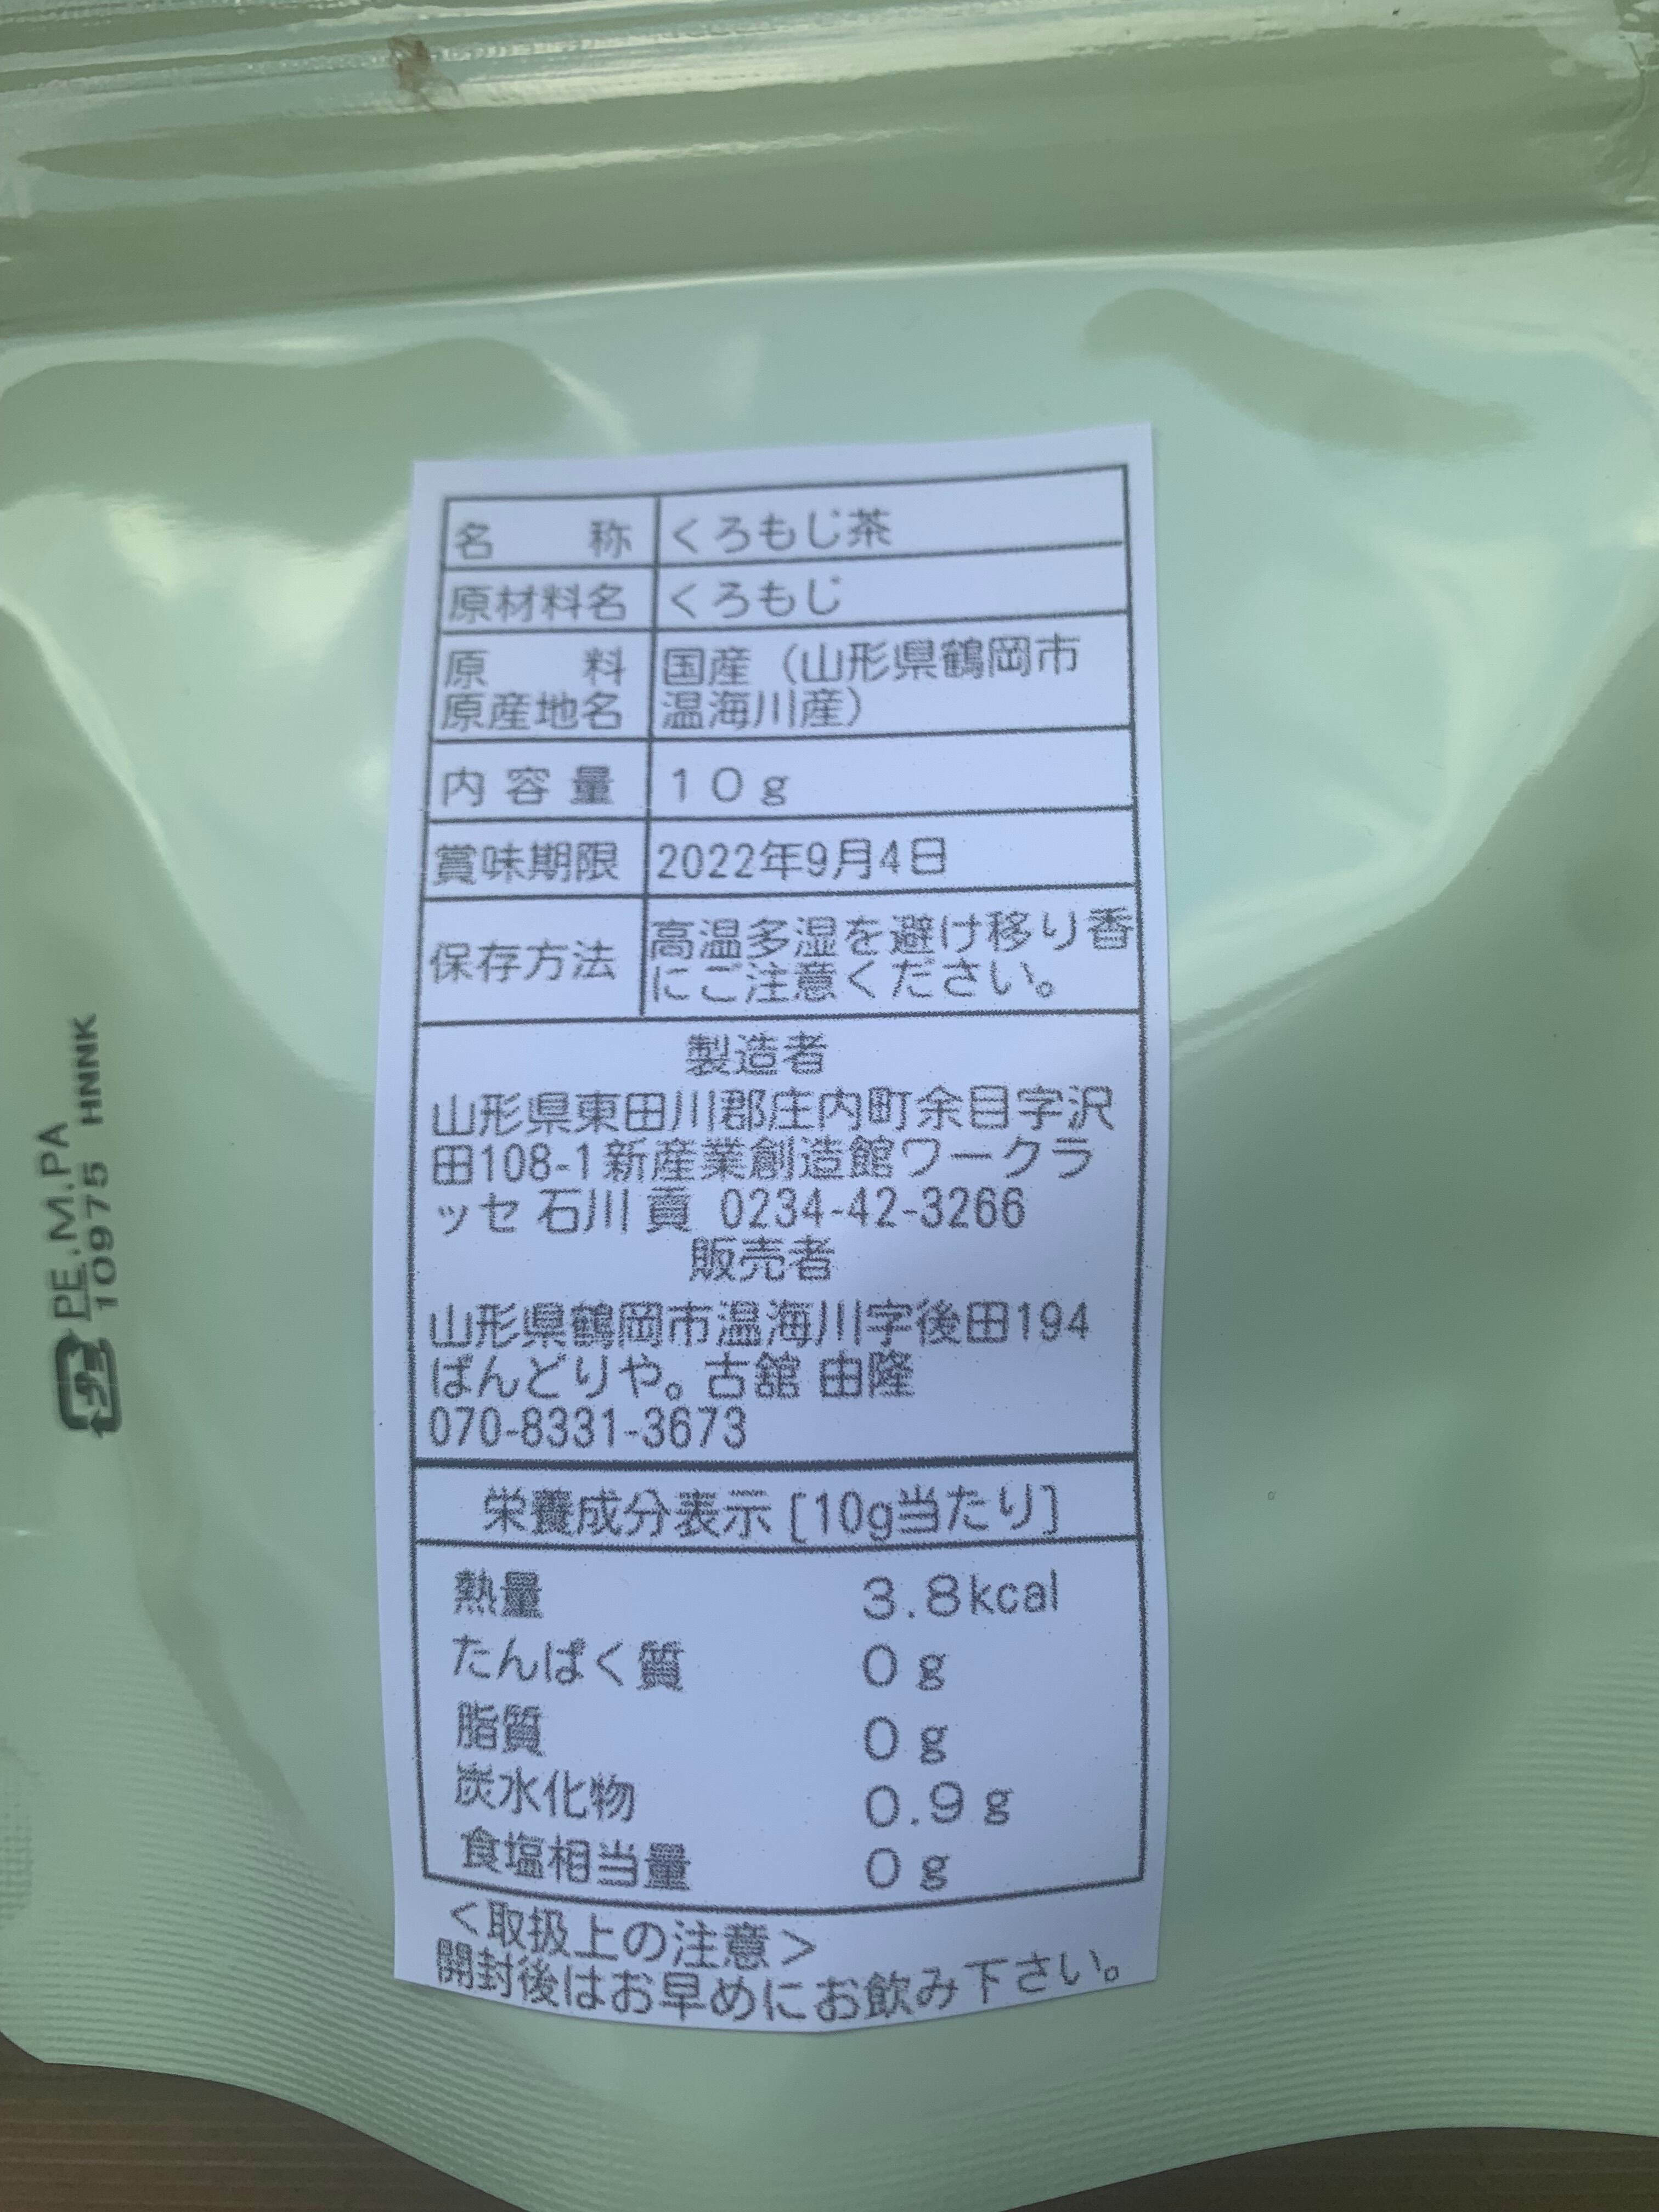 名 称 くろもじ茶
原材料名 くろもじ
原 料 国産(山形県鶴岡市
原産地名 温海川産)
内容量 10g
賞味期限 2022年9月4日
保存方法 高温多湿を避け移り香
にご注意ください。
製造者
山形県東田川郡庄内町余目字沢
田108-1新産業創造館ワークラ
ッセ 石川 貢 0234-42-3266
販売者
山形県鶴岡市温海川字後田194
ばんどりや。古舘 由隆
070-8331-3673
栄養成分表示[10g当たり]
熱量 3.8kcal
たんぱく質 0g
脂質 0g
炭水化物 0.9g
食塩相当量 0g
<取扱上の注意>
開封後はお早めにお飲み下さい。
プラ PE.M.PA
10975 HNNK